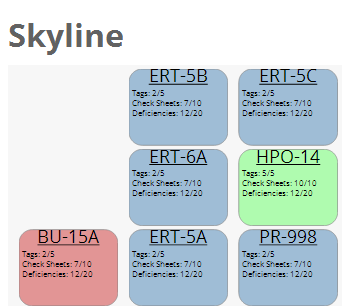 Skyline
ERT-5B
Tags: 2/5
Check Sheets: 7/10
Deficiencies: 12/20
ERT-5C
Tags: 2/5
Check Sheets: 7/10
Deficiencies: 12/20
ERT-6A
Tags: 2/5
Check Sheets: 7/10
Deficiencies: 12/20
HPO-14
Tags: 5/5
Check Sheets: 10/10
Deficiencies: 12/20
BU-15A
Tags: 2/5
Check Sheets: 7/10
Deficiencies: 12/20
ERT-5A
Tags: 2/5
Check Sheets: 7/10
Deficiencies: 12/20
PR-998
Tags: 2/5
Check Sheets: 7/10
Deficiencies: 12/20